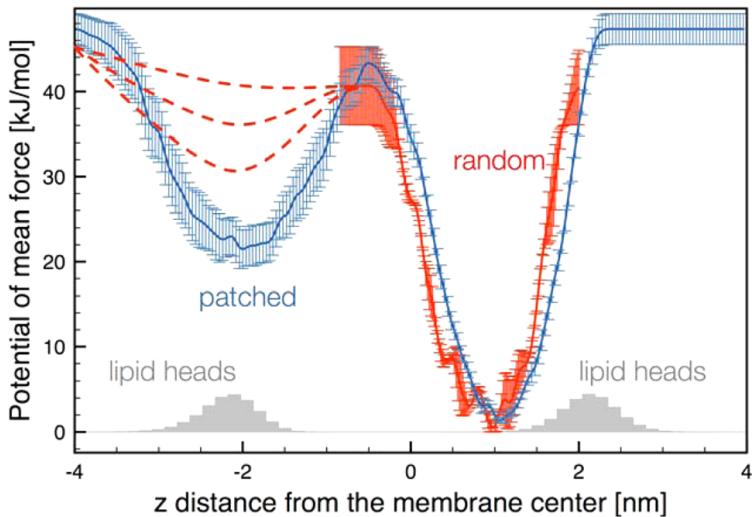 Potential of mean force [kJ/mol]
40
30
20
10
0
random
patched
lipid heads
lipid heads
-4
-2
0
2
4
z distance from the membrane center [nm]